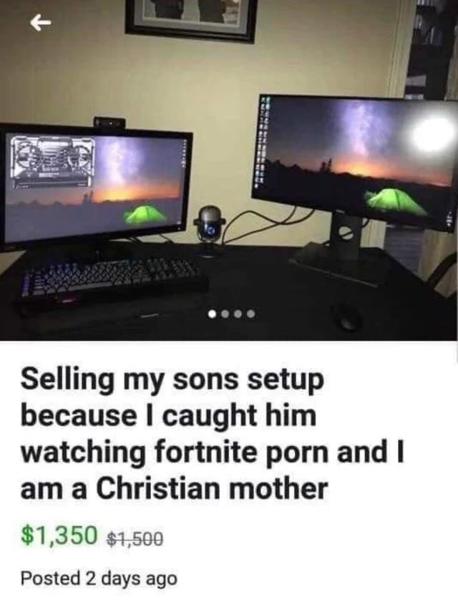 Selling my sons setup
because I caught him
watching fortnite porn and I
am a Christian mother
$1,350 $1,500
Posted 2 days ago